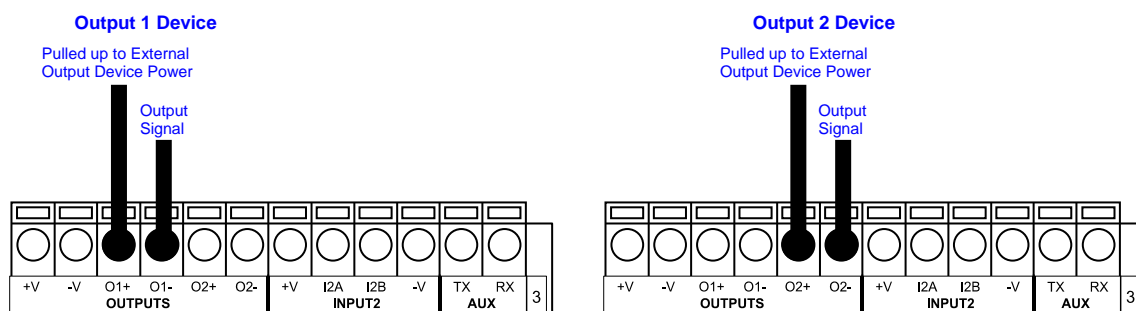 Output 1 Device
Pulled up to External
Output Device Power
Output
Signal
+V -V O1+ O1- O2+ O2- +V I2A I2B -V TX RX
OUTPUTS INPUT2 AUX 3
Output 2 Device
Pulled up to External
Output Device Power
Output
Signal
+V -V O1+ O1- O2+ O2- +V I2A I2B -V TX RX
OUTPUTS INPUT2 AUX 3